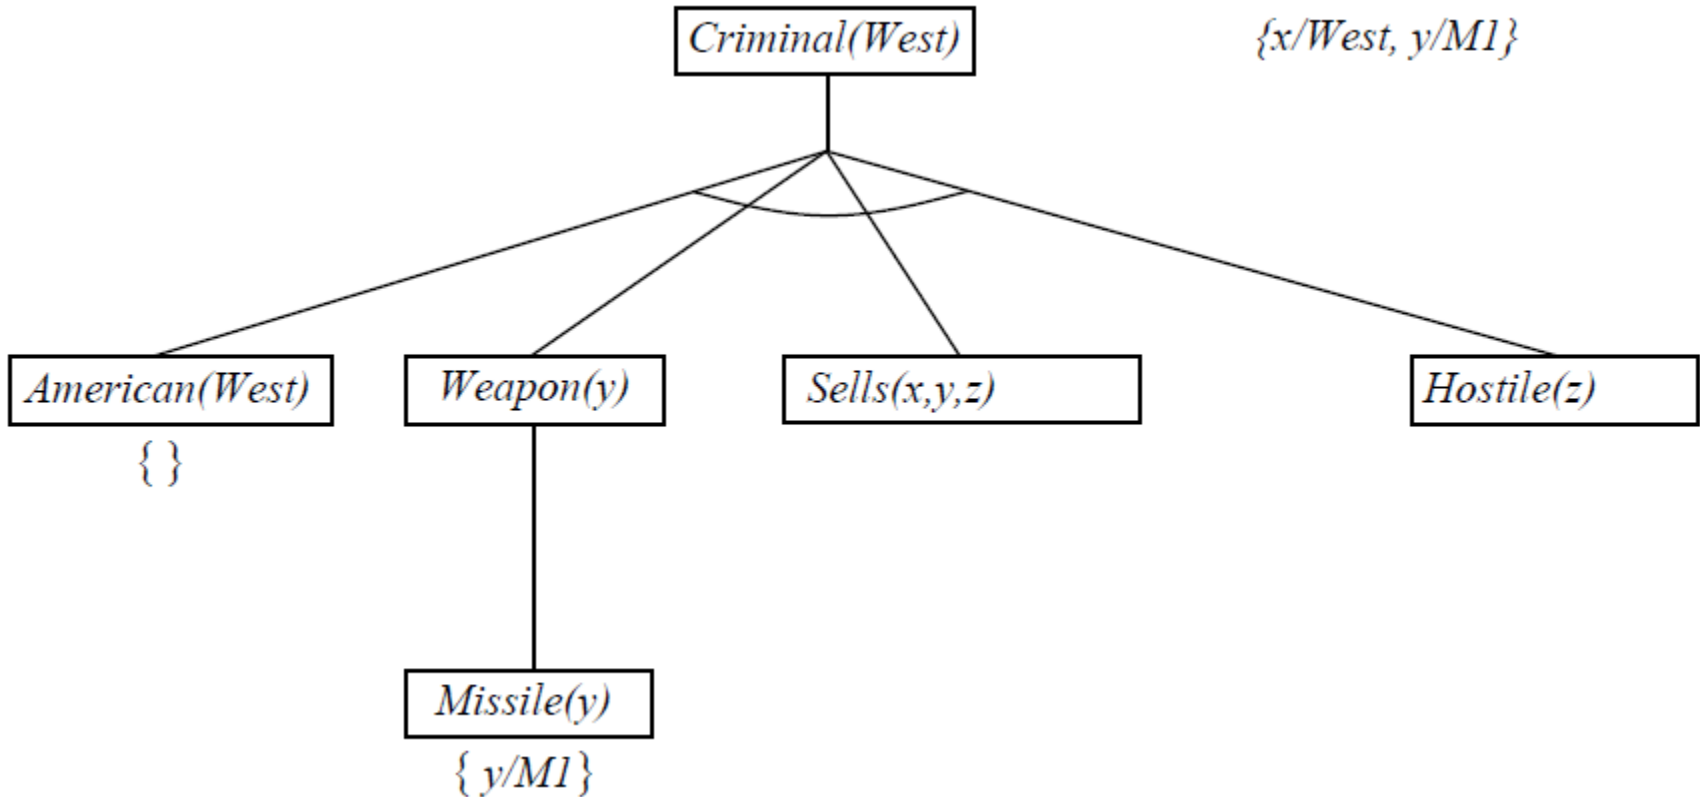 Criminal(West)
{x/West, y/M1}
American(West)
Weapon(y)
Sells(x,y,z)
Hostile(z)
{ }
Missile(y)
{ y/M1}